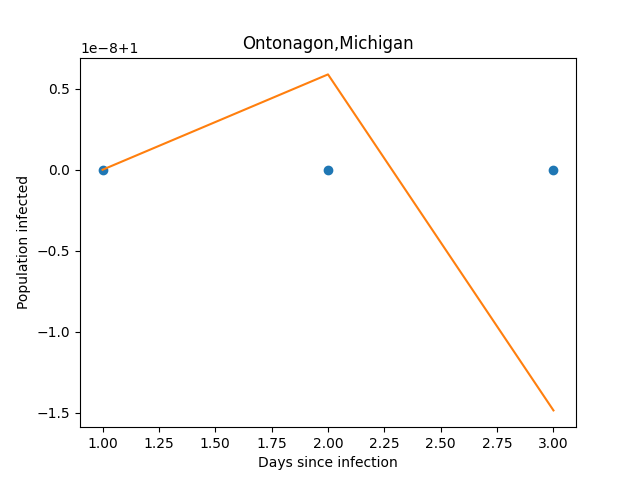 Ontonagon,Michigan
1e−8+1
0.5
0.0
−0.5
−1.0
−1.5
Population infected
1.00 1.25 1.50 1.75 2.00 2.25 2.50 2.75 3.00
Days since infection